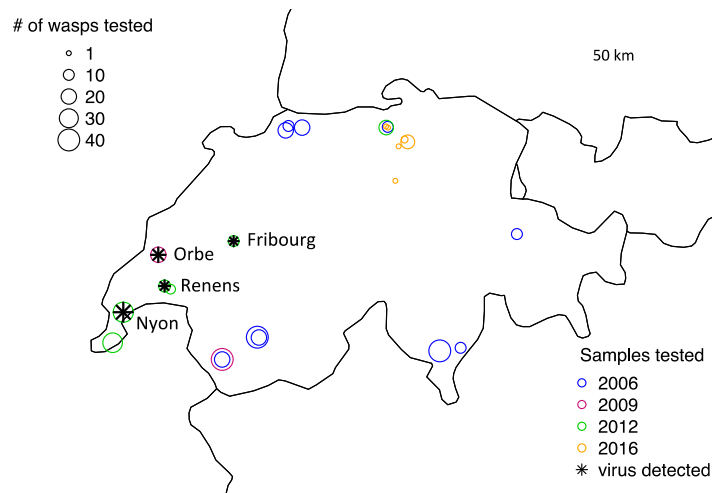 # of wasps tested
1
10
20
30
40
50 km
Fribourg
Orbe
Renens
Nyon
Samples tested
2006
2009
2012
2016
virus detected